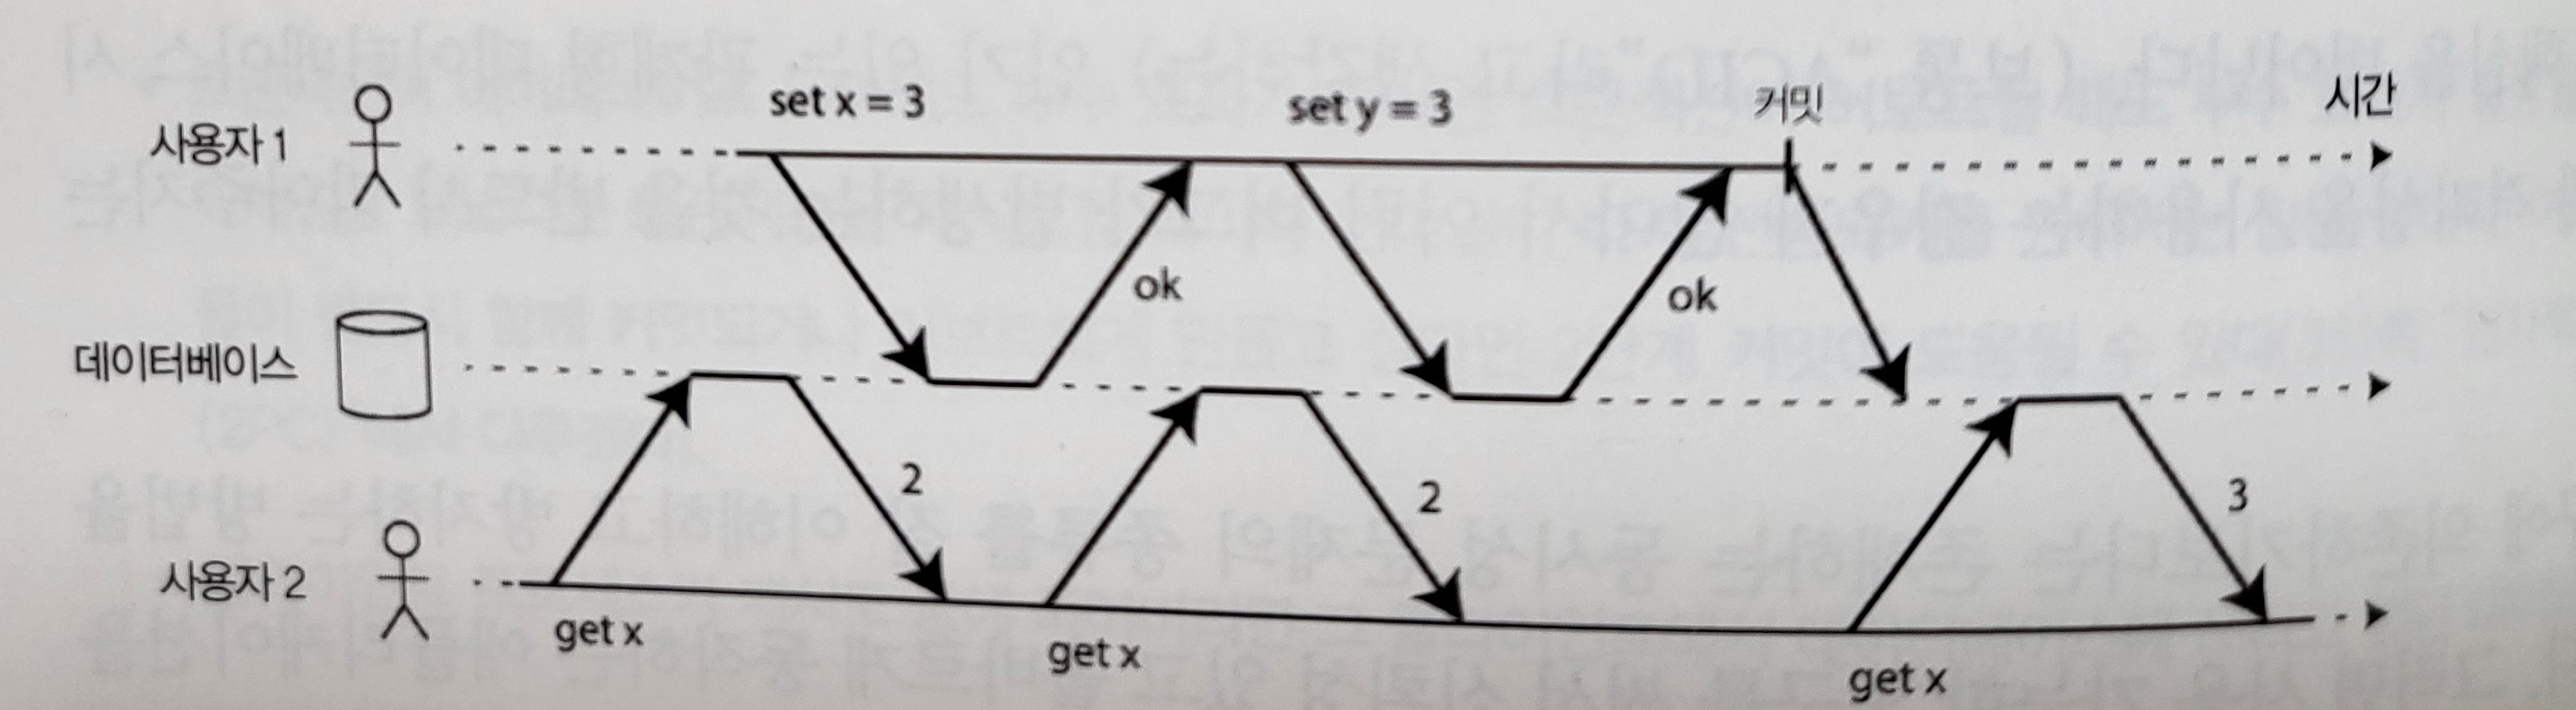 set x = 3
set y = 3
커밋
시간
사용자 1
ok
ok
데이터베이스
2
2
3
사용자 2
get x
get x
get x